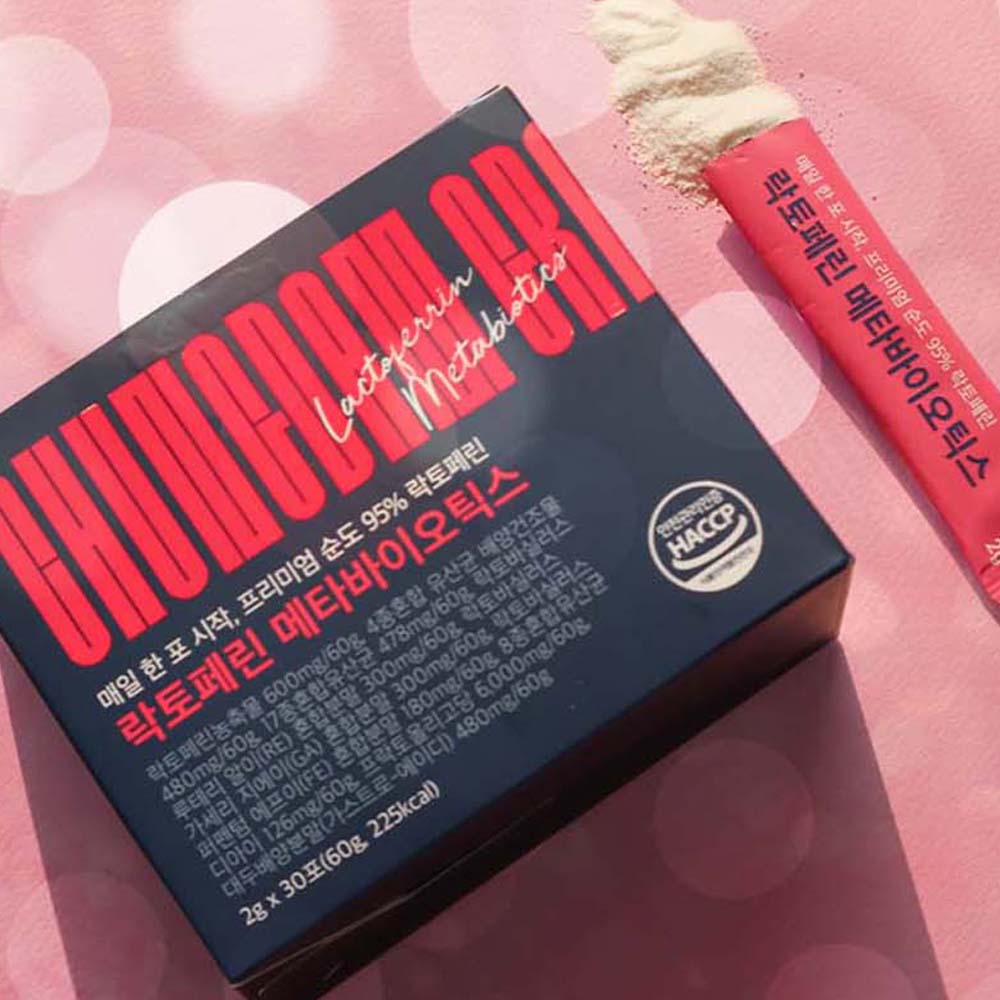 Lactoferrin
Metabiotics
매일 한 포 시작, 프리미엄 순도 95% 락토페린
락토페린 메타바이오틱스
락토페린농축물 600mg/60g, 4종혼합 유산균 배양건조물
480mg/60g, 17종혼합유산균 478mg/60g, 락토바실러스
루테리 알이(RE) 혼합분말 300mg/60g, 락토바실러스
가세리 지에이(GA) 혼합분말 300mg/60g, 락토바실러스
퍼멘텀 에프이(FE) 혼합분말 180mg/60g, 8종혼합유산균
디아이 126mg/60g, 프락토올리고당 6,000mg/60g
대두배양분말(가스트로-에이디) 480mg/60g
2g x 30포(60g, 225kcal)
안전관리인증
HACCP
매일 한 포 시작, 프리미엄 순도 95% 락토페린
락토페린 메타바이오틱스